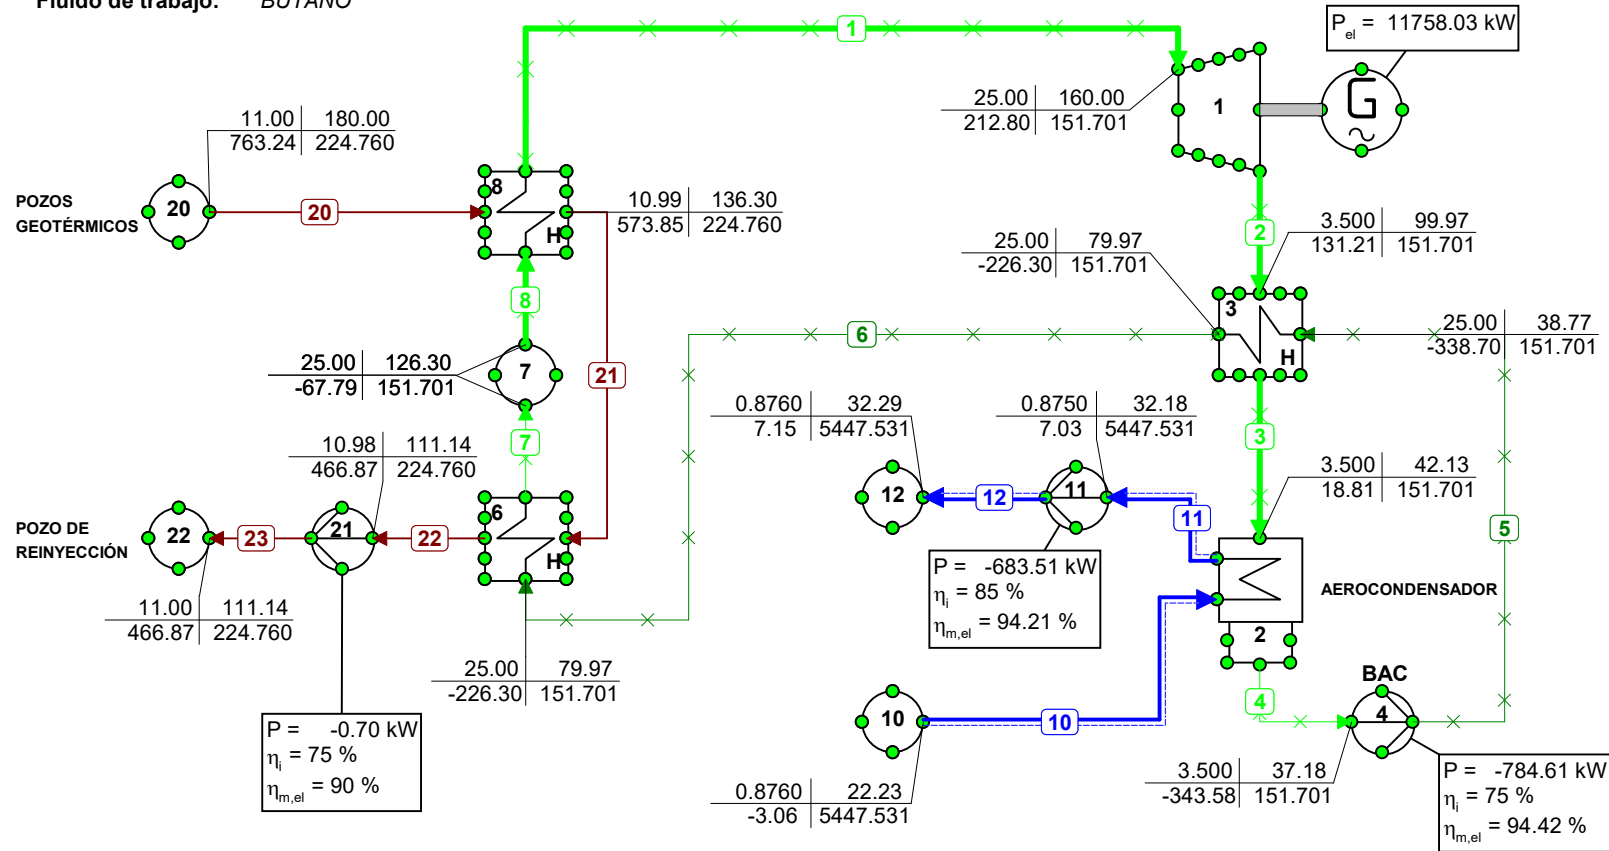 Fluido de trabajo: BUTANO
1
P_el = 11758.03 kW
G
1
25.00 160.00
212.80 151.701
11.00 180.00
763.24 224.760
POZOS
GEOTÉRMICOS
20
20
8
H
10.99 136.30
573.85 224.760
2
3.500 99.97
131.21 151.701
25.00 79.97
-226.30 151.701
8
3
H
6
25.00 38.77
-338.70 151.701
25.00 126.30
-67.79 151.701
7
21
0.8760 32.29
7.15 5447.531
0.8750 32.18
7.03 5447.531
3
7
10.98 111.14
466.87 224.760
3.500 42.13
18.81 151.701
12
12
11
11
5
POZO DE
REINYECCIÓN
22
23
21
22
6
H
P = -683.51 kW
η_i = 85 %
η_m,el = 94.21 %
AEROCONDENSADOR
2
11.00 111.14
466.87 224.760
25.00 79.97
-226.30 151.701
BAC
4
4
10
10
P = -0.70 kW
η_i = 75 %
η_m,el = 90 %
3.500 37.18
-343.58 151.701
0.8760 22.23
-3.06 5447.531
P = -784.61 kW
η_i = 75 %
η_m,el = 94.42 %